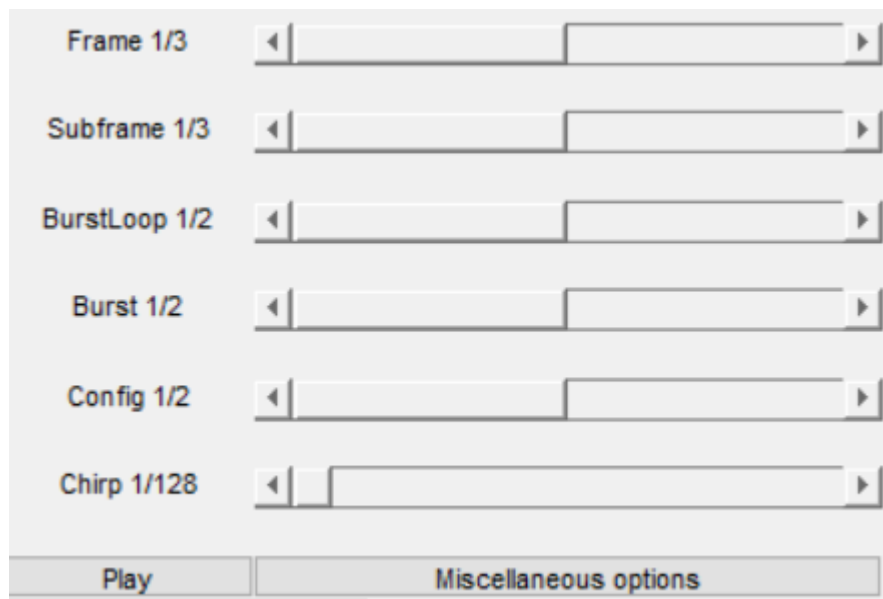 Frame 1/3
Subframe 1/3
BurstLoop 1/2
Burst 1/2
Config 1/2
Chirp 1/128
Play
Miscellaneous options